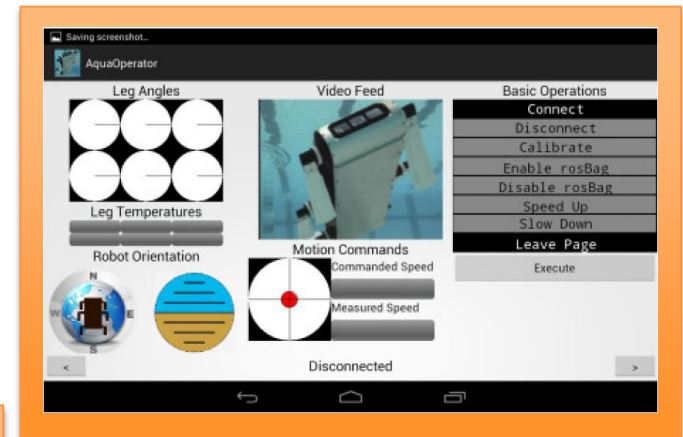 Saving screenshot...
AquaOperator
Leg Angles
Leg Temperatures
Robot Orientation
N
W
E
S
Video Feed
Motion Commands
Commanded Speed
Measured Speed
Basic Operations
Connect
Disconnect
Calibrate
Enable rosBag
Disable rosBag
Speed Up
Slow Down
Leave Page
Execute
<
Disconnected
>